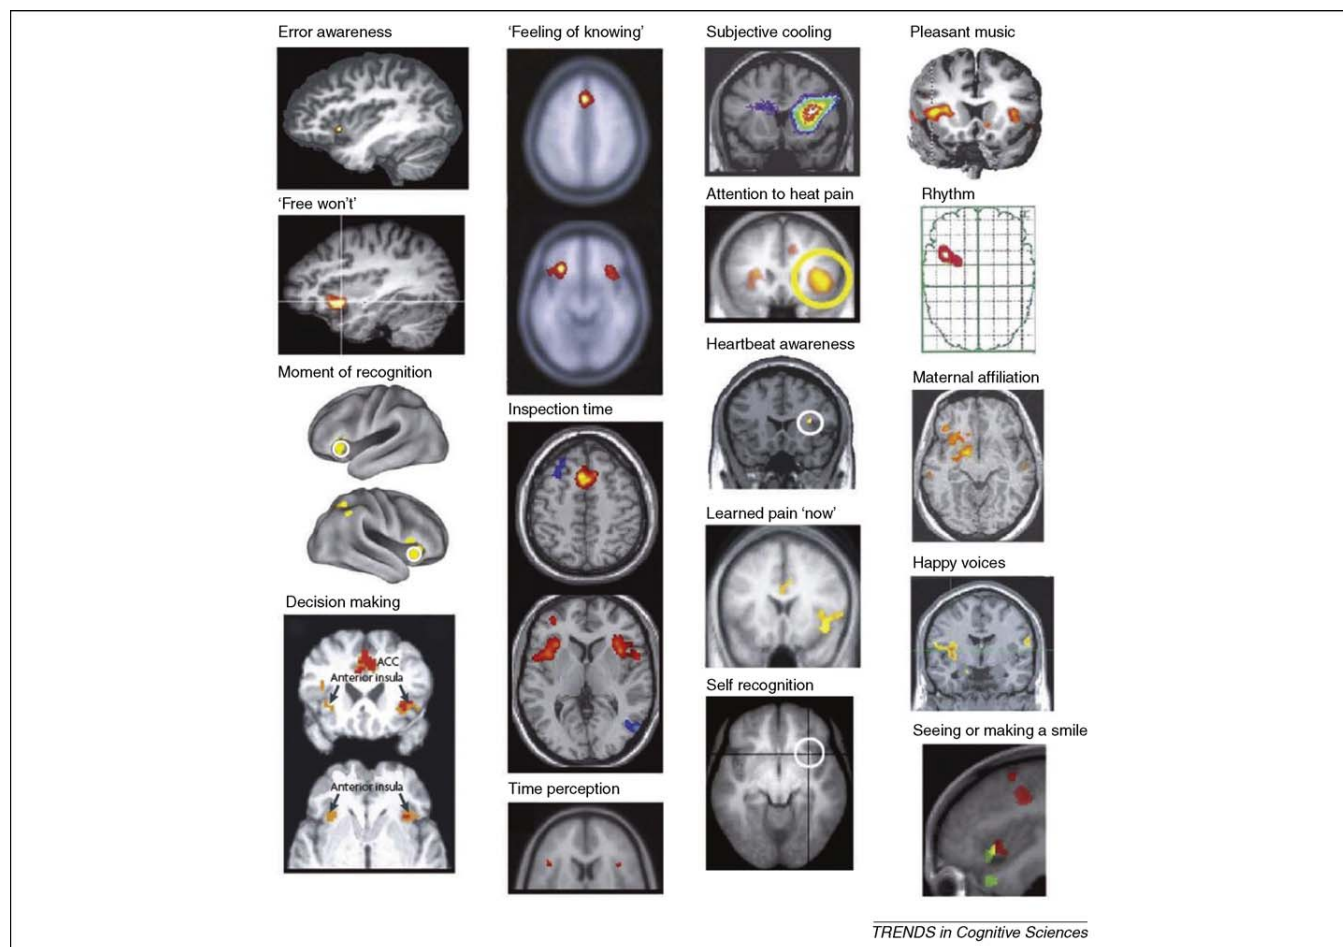 Error awareness
'Free won't'
Moment of recognition
Decision making
ACC
Anterior insula
Anterior insula
'Feeling of knowing'
Inspection time
Time perception
Subjective cooling
Attention to heat pain
Heartbeat awareness
Learned pain 'now'
Self recognition
Pleasant music
Rhythm
Maternal affiliation
Happy voices
Seeing or making a smile
TRENDS in Cognitive Sciences